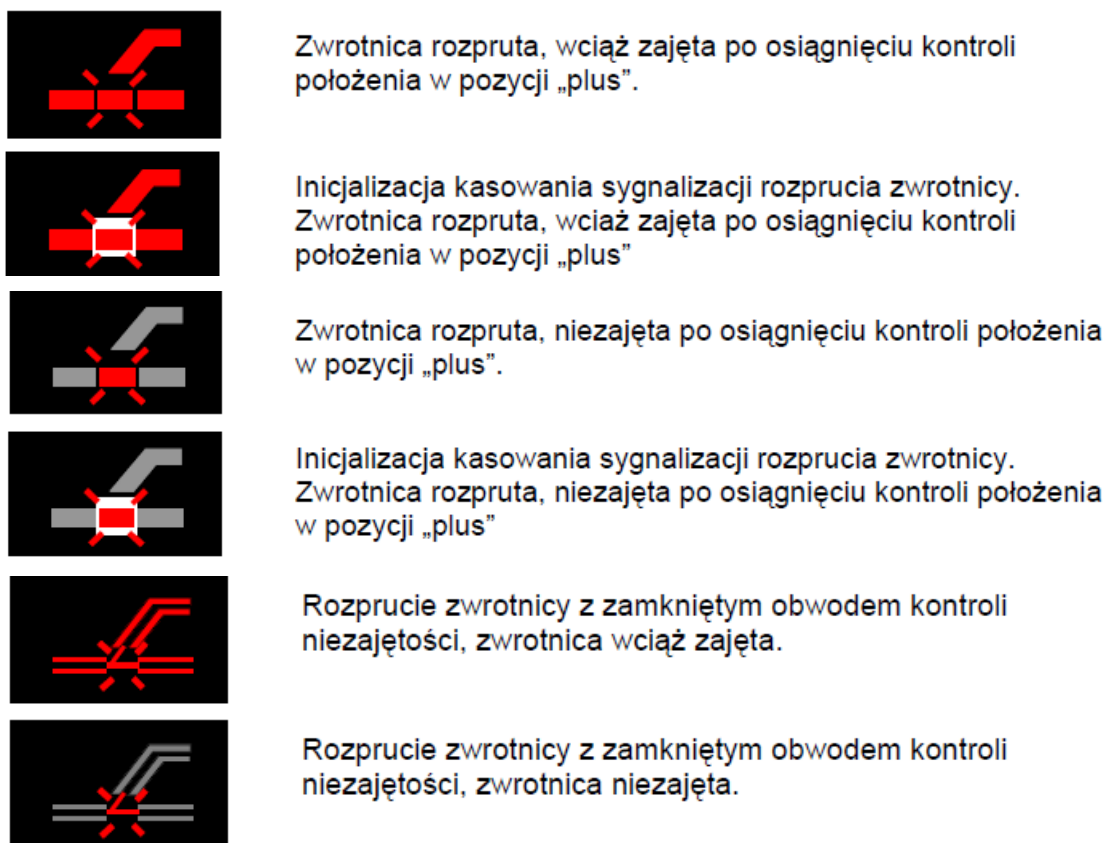 Zwrotnica rozpruta, wciąż zajęta po osiągnięciu kontroli
położenia w pozycji „plus”.
Inicjalizacja kasowania sygnalizacji rozprucia zwrotnicy.
Zwrotnica rozpruta, wciaż zajęta po osiągnięciu kontroli
położenia w pozycji „plus”
Zwrotnica rozpruta, niezajęta po osiągnięciu kontroli położenia
w pozycji „plus”.
Inicjalizacja kasowania sygnalizacji rozprucia zwrotnicy.
Zwrotnica rozpruta, niezajęta po osiągnięciu kontroli położenia
w pozycji „plus”
Rozprucie zwrotnicy z zamkniętym obwodem kontroli
niezajętości, zwrotnica wciąż zajęta.
Rozprucie zwrotnicy z zamkniętym obwodem kontroli
niezajętości, zwrotnica niezajęta.